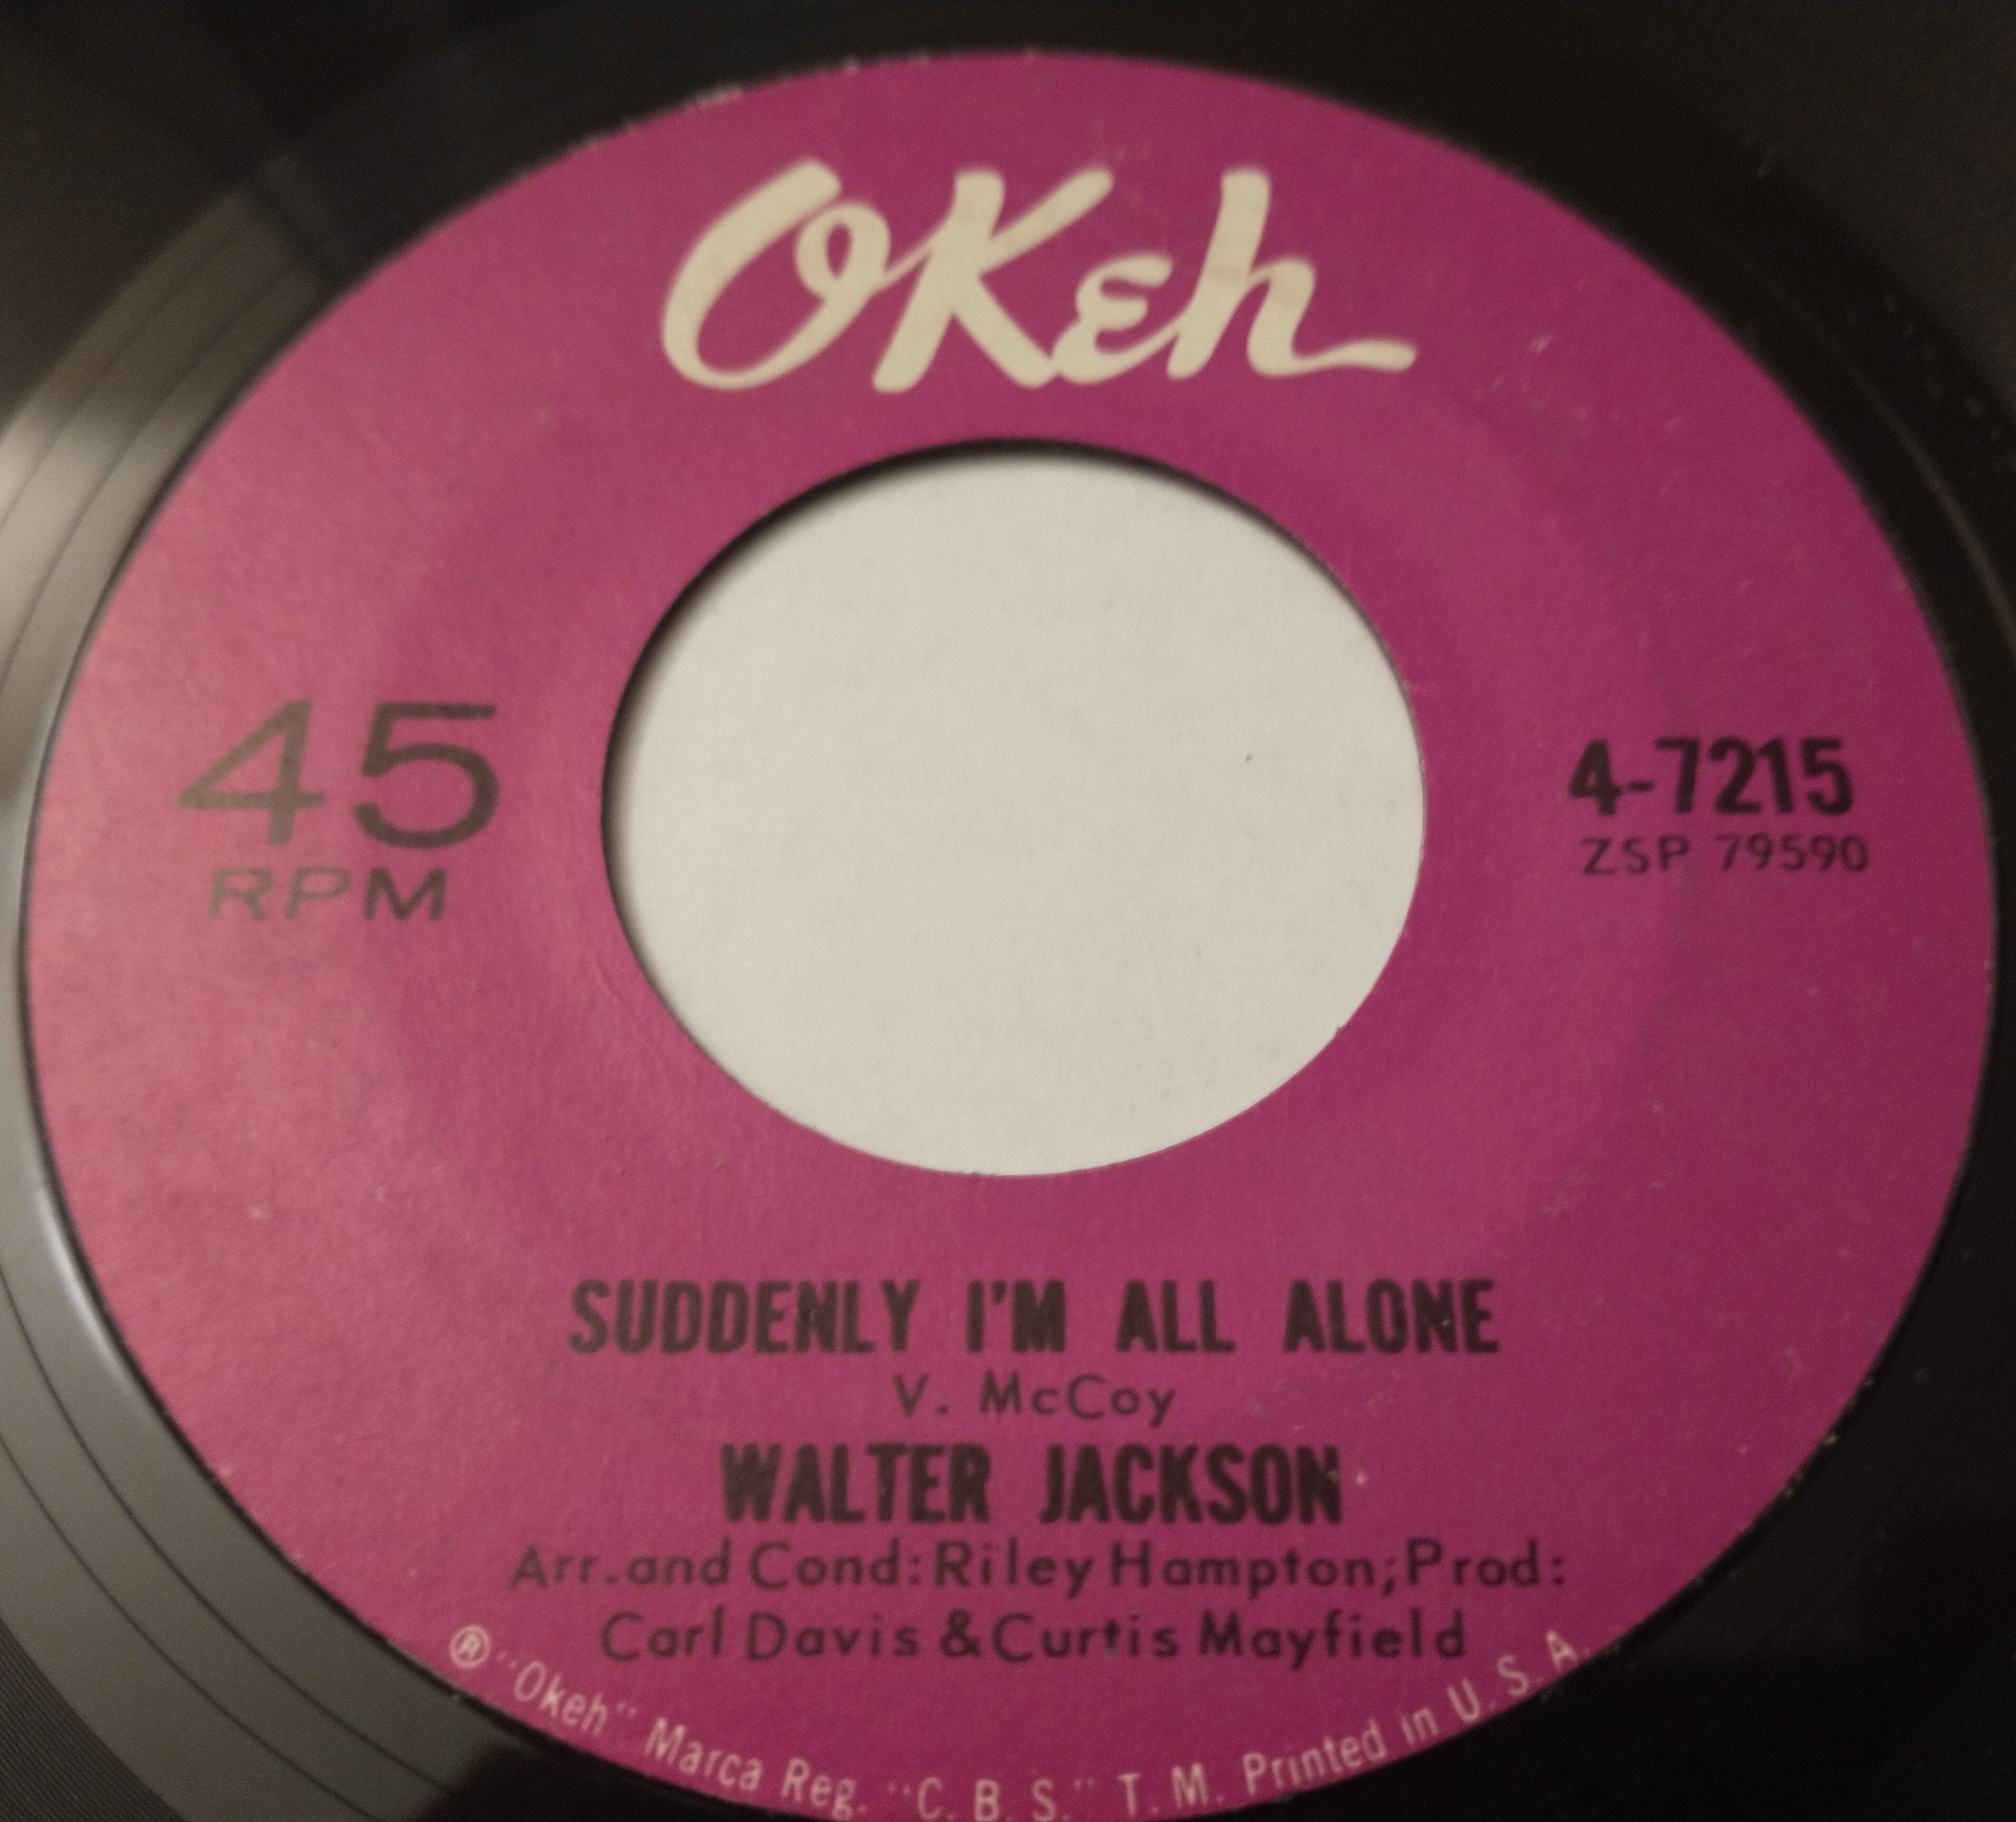 OKeh
45
RPM
4-7215
ZSP 79590
SUDDENLY I'M ALL ALONE
V. McCoy
WALTER JACKSON
Arr. and Cond: Riley Hampton; Prod:
Carl Davis & Curtis Mayfield
® "Okeh" Marca Reg. "C. B. S." T. M. Printed in U. S. A.